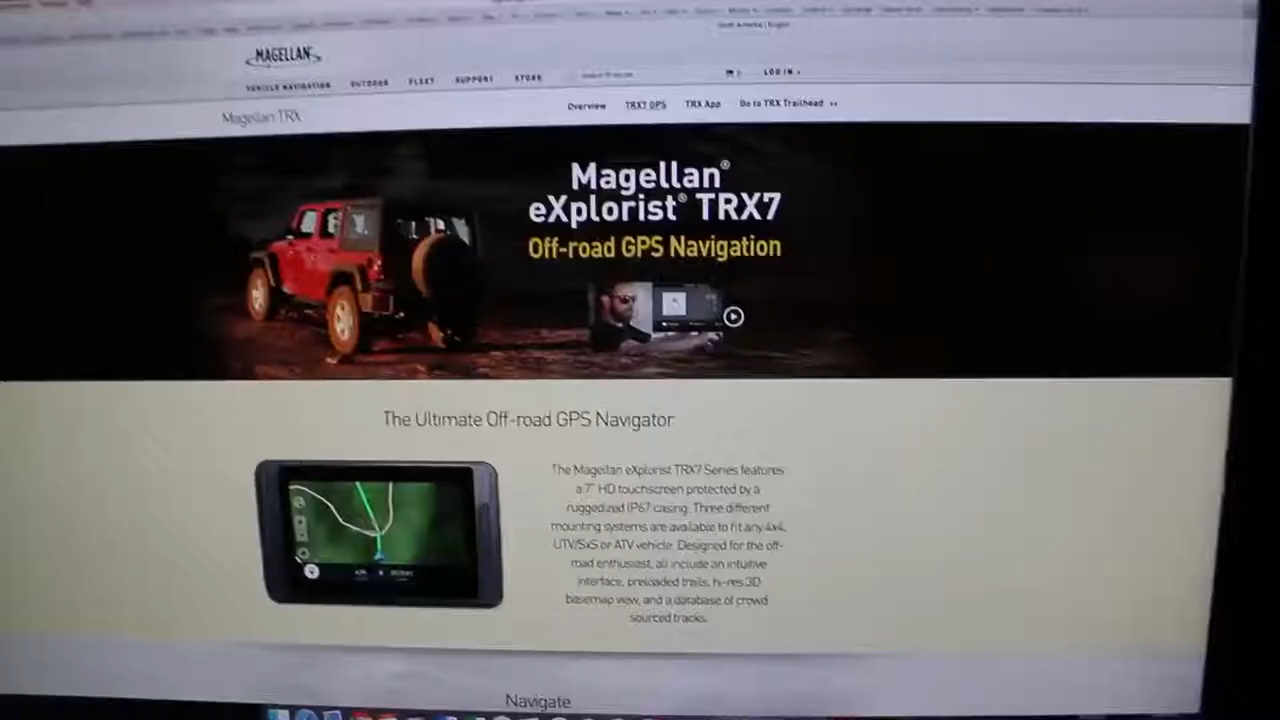 MAGELLAN
VEHICLE NAVIGATION OUTDOOR FLEET SUPPORT STORE
LOG IN
Magellan TRX
Overview TRX7 GPS TRX App Go to TRX Trailhead
Magellan®
eXplorist® TRX7
Off-road GPS Navigation
The Ultimate Off-road GPS Navigator
The Magellan eXplorist TRX7 Series features
a 7" HD touchscreen protected by a
ruggedized IP67 casing. Three different
mounting systems are available to fit any 4x4,
UTV/SxS or ATV vehicle. Designed for the off-
road enthusiast, all include an intuitive
interface, preloaded trails, hi-res 3D
basemap view, and a database of crowd
sourced tracks.
Navigate